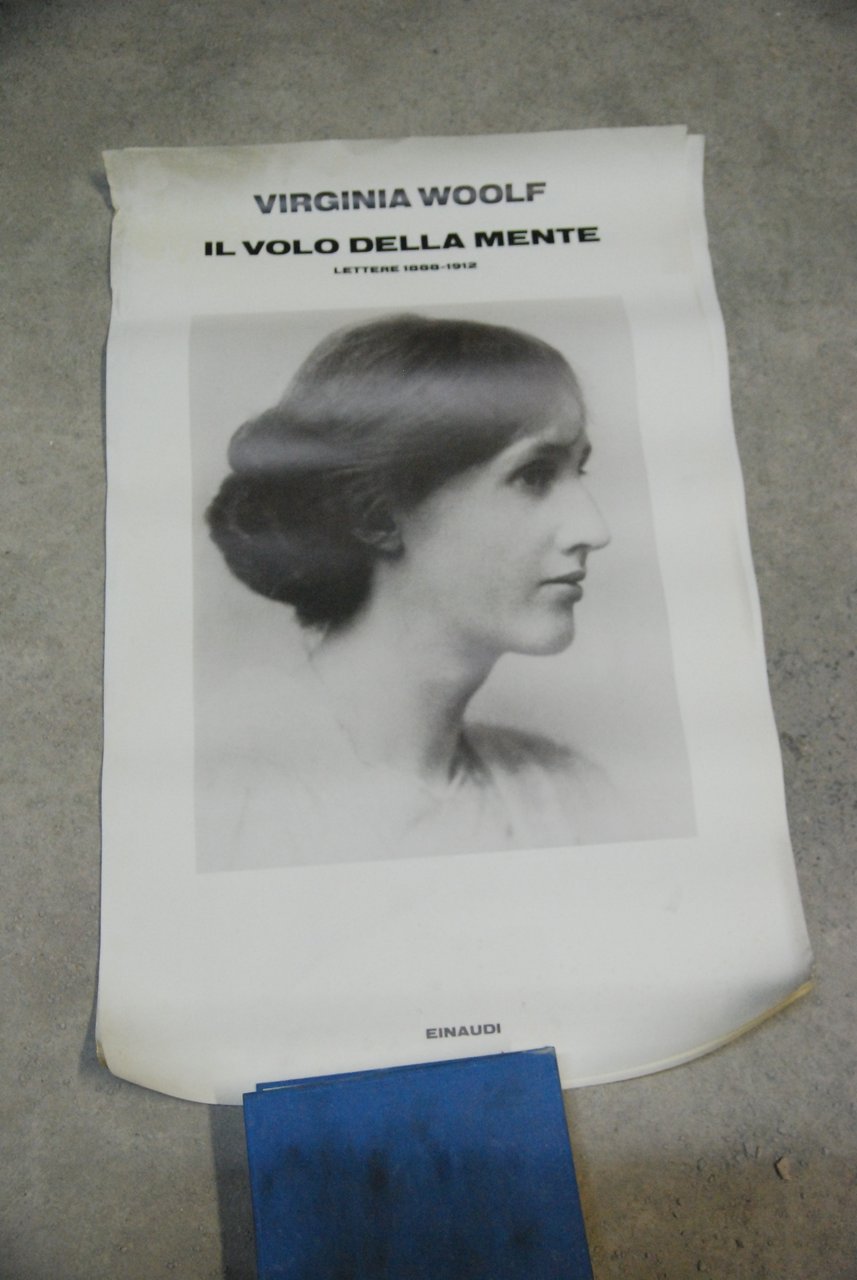 VIRGINIA WOOLF
IL VOLO DELLA MENTE
LETTERE 1888-1912
EINAUDI